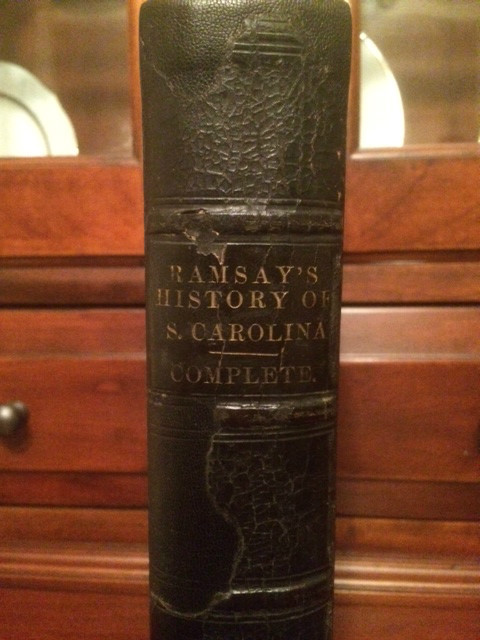 RAMSAY'S
HISTORY OF
S. CAROLINA
COMPLETE.